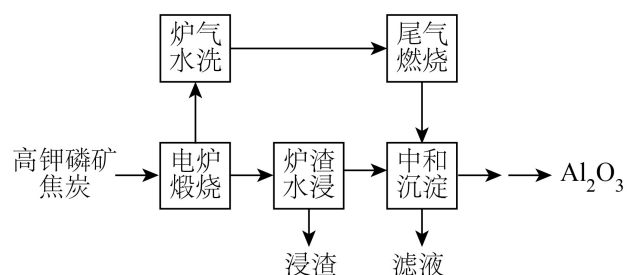 炉气
水洗
尾气
燃烧
高钾磷矿
焦炭
电炉
煅烧
炉渣
水浸
中和
沉淀
Al₂O₃
浸渣
滤液